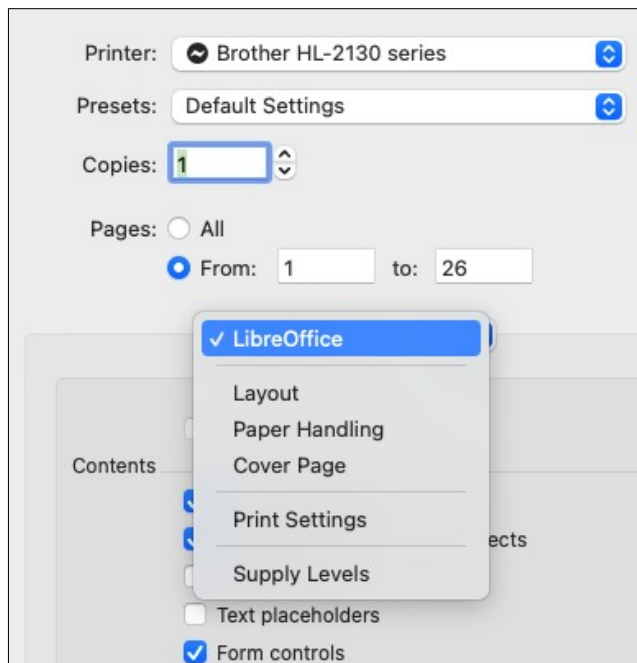 Printer: Brother HL-2130 series
Presets: Default Settings
Copies: 1
Pages: All
From: 1 to: 26
LibreOffice
Layout
Paper Handling
Contents
Cover Page
Print Settings
ects
Supply Levels
Text placeholders
Form controls